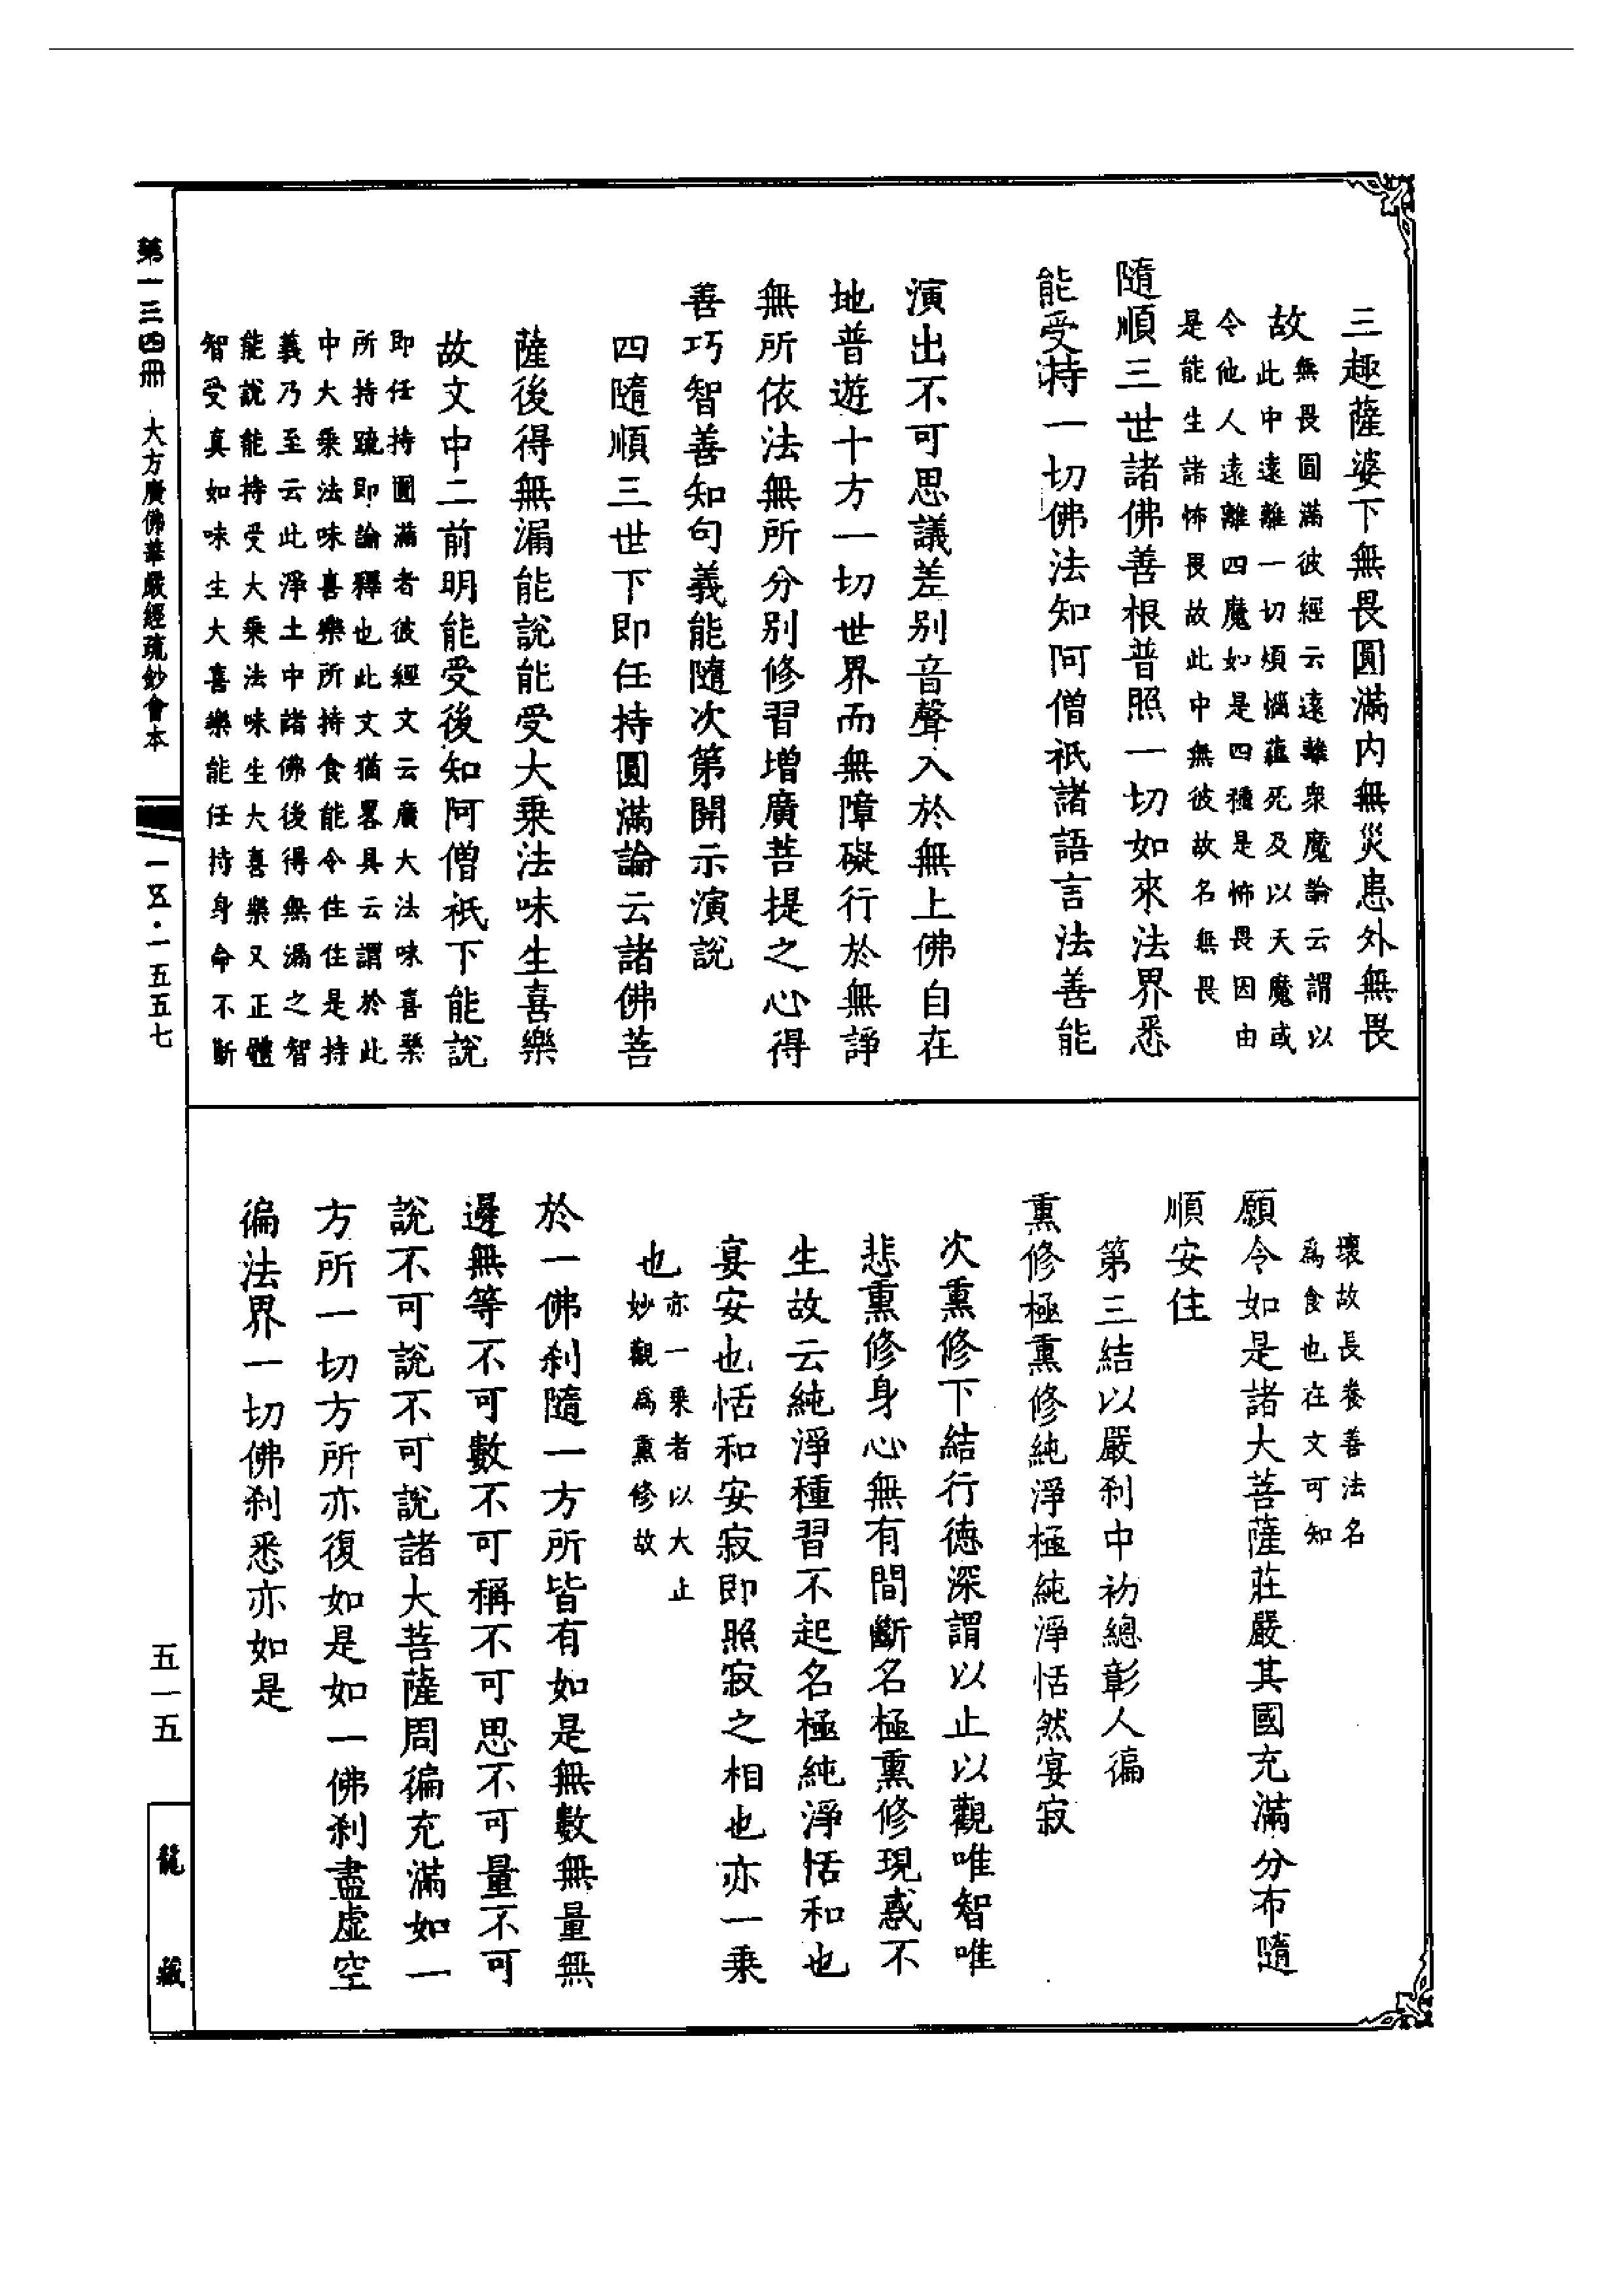 三趣薩婆下無畏圓滿內無災患外無畏
故無畏圓滿彼經云遠離衆魔論云謂以
此中遠離一切煩惱蘊死及以天魔或
令他人遠離四魔如是四種是怖畏因由
是能生諸怖畏故此中無彼故名無畏
隨順三世諸佛善根普照一切如來法界悉
能受持一切佛法知阿僧祇諸語言法善能
演出不可思議差別音聲入於無上佛自在
地普遊十方一切世界而無障礙行於無諍
無所依法無所分別修習增廣菩提之心得
善巧智善知句義能隨次第開示演說
四隨順三世下即任持圓滿論云諸佛菩
薩後得無漏能說能受大乘法味生喜樂
故文中二前明能受後知阿僧祇下能說
即任持圓滿者彼經文云廣大法味喜樂
所持疏即論釋也此文猶畧具云謂於此
中大乘法味喜樂所持食能令住住是持
義乃至云此淨土中諸佛後得無漏之智
能說能持受大乘法味生大喜樂又正體
智受真如味生大喜樂能任持身命不斷
壞故長養善法名
爲食也在文可知
願令如是諸大菩薩莊嚴其國充滿分布隨
順安住
第三結以嚴刹中初總彰人徧
熏修極熏修純淨極純淨恬然宴寂
次熏修下結行德深謂以止以觀唯智唯
悲熏修身心無有間斷名極熏修現惑不
生故云純淨種習不起名極純淨恬和也
宴安也恬和安寂即照寂之相也亦一乘
也亦一乘者以大止
妙觀爲熏修故
於一佛刹隨一方所皆有如是無數無量無
邊無等不可數不可稱不可思不可量不可
說不可說不可說諸大菩薩周徧充滿如一
方所一切方所亦復如是如一佛刹盡虛空
徧法界一切佛刹悉亦如是
第一三四冊 大方廣佛華嚴經疏鈔會本
一五·一五五七
五一五
龍藏